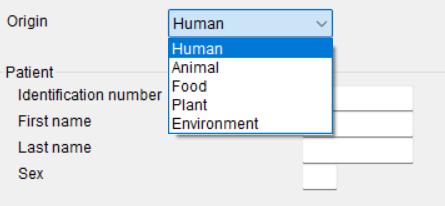 Origin Human
Human
Animal
Patient
Food
Identification number
Plant
First name
Environment
Last name
Sex